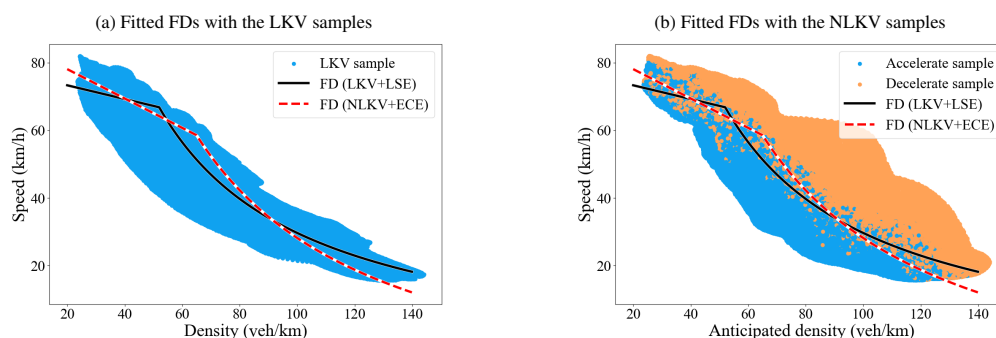 (a) Fitted FDs with the LKV samples
80
60
40
20
Speed (km/h)
LKV sample
FD (LKV+LSE)
FD (NLKV+ECE)
20 40 60 80 100 120 140
Density (veh/km)
(b) Fitted FDs with the NLKV samples
80
60
40
20
Speed (km/h)
Accelerate sample
Decelerate sample
FD (LKV+LSE)
FD (NLKV+ECE)
20 40 60 80 100 120 140
Anticipated density (veh/km)